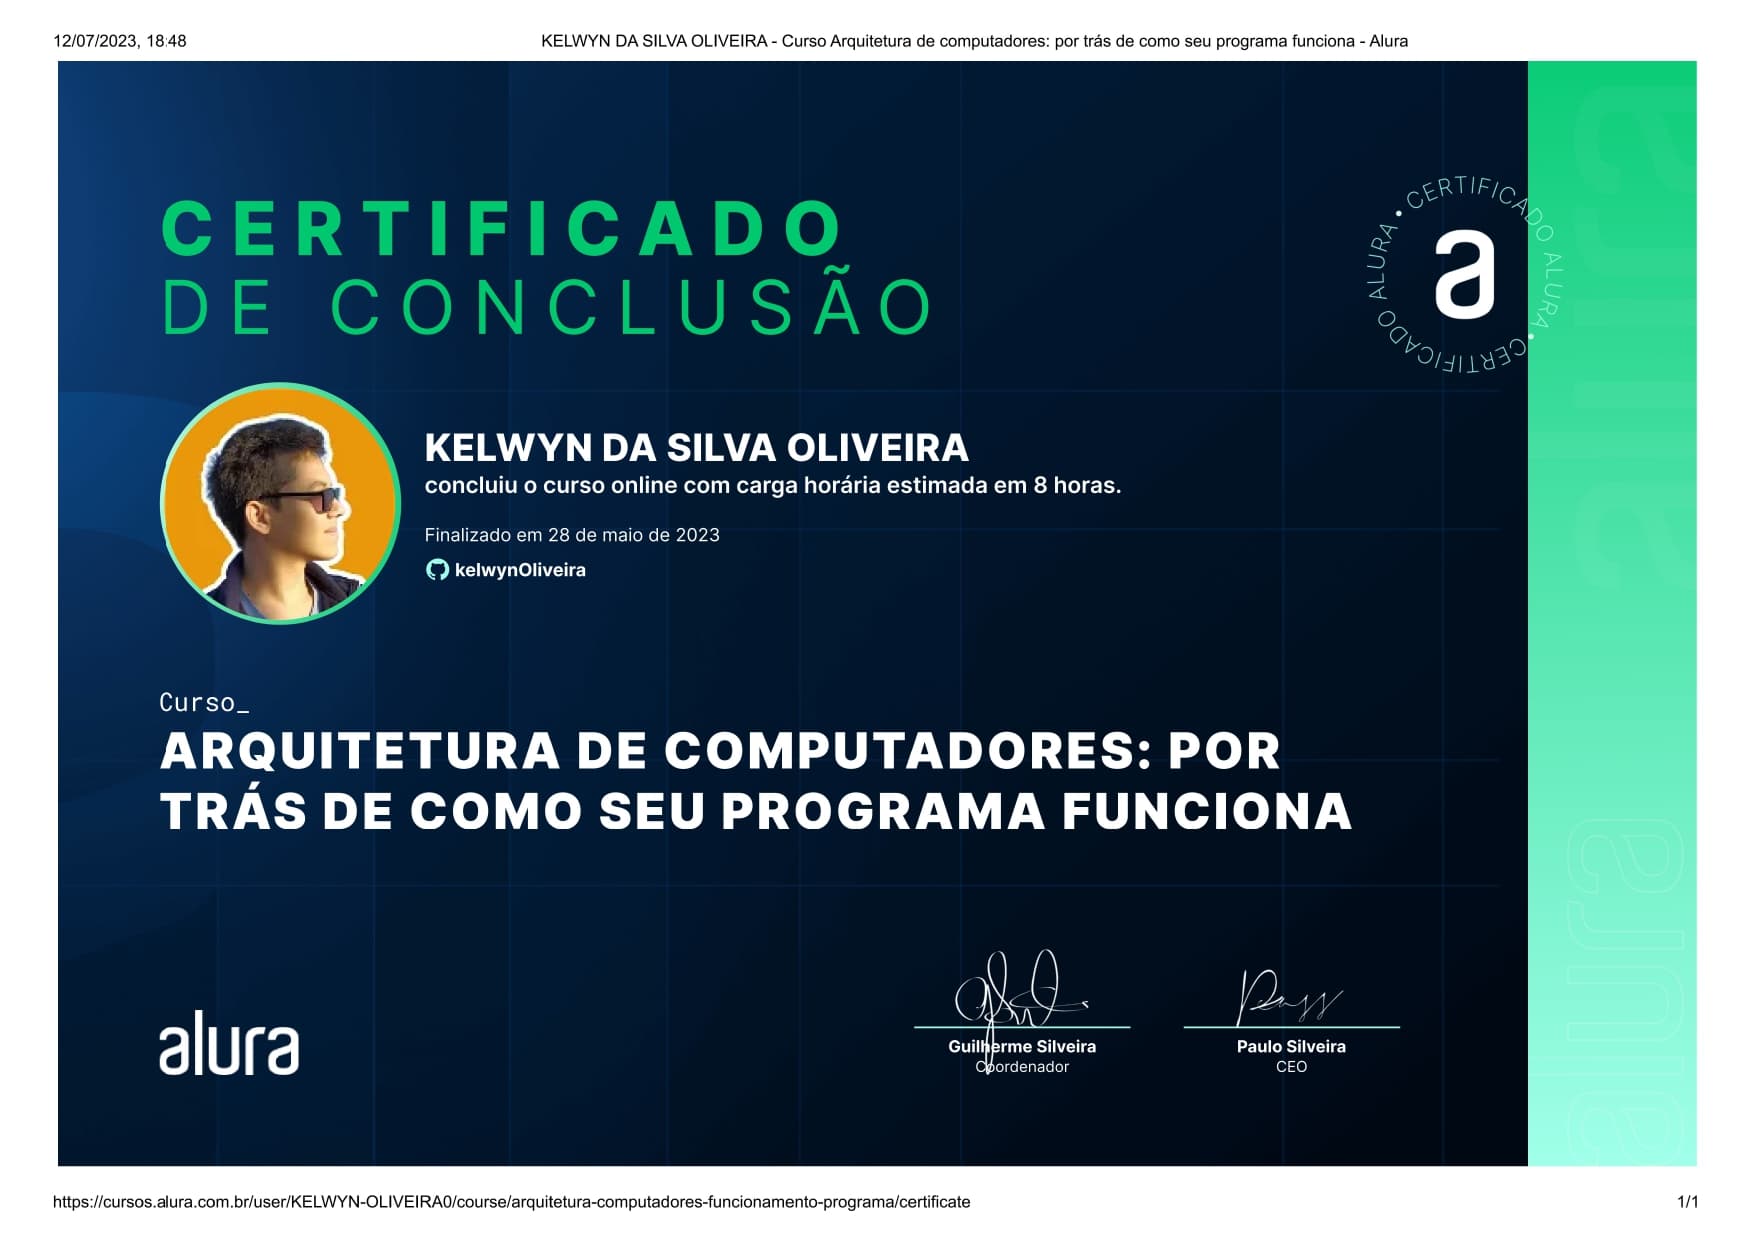 12/07/2023, 18:48
KELWYN DA SILVA OLIVEIRA - Curso Arquitetura de computadores: por trás de como seu programa funciona - Alura
CERTIFICADO
DE CONCLUSÃO
CERTIFICADO ALURA • CERTIFICADO ALURA •
a
KELWYN DA SILVA OLIVEIRA
concluiu o curso online com carga horária estimada em 8 horas.
Finalizado em 28 de maio de 2023
kelwynOliveira
Curso_
ARQUITETURA DE COMPUTADORES: POR
TRÁS DE COMO SEU PROGRAMA FUNCIONA
alura
Guilherme Silveira
Coordenador
Paulo Silveira
CEO
alura
alura
alura
https://cursos.alura.com.br/user/KELWYN-OLIVEIRA0/course/arquitetura-computadores-funcionamento-programa/certificate
1/1